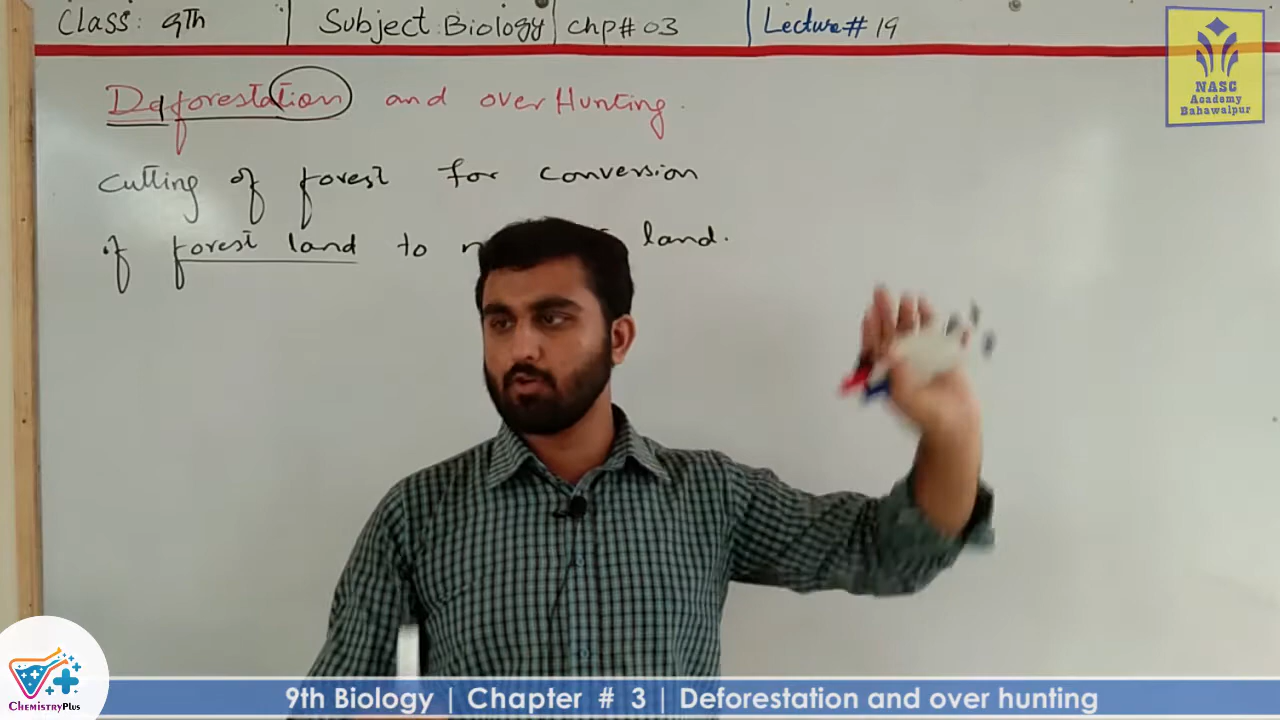 Class: 9Th | Subject: Biology | Chp# 03 | Lecture# 19
NASC
Academy
Bahawalpur
Deforestation and over Hunting.
Cutting of forest for conversion
of forest land to land.
ChemistryPlus
9th Biology | Chapter # 3 | Deforestation and over hunting